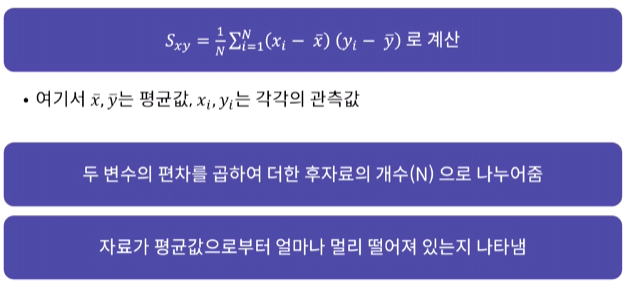 $S_{xy} = \frac{1}{N}\sum_{i=1}^{N}(x_i - \bar{x})\ (y_i - \bar{y})$ 로 계산
• 여기서 $\bar{x}, \bar{y}$는 평균값, $x_i, y_i$는 각각의 관측값
두 변수의 편차를 곱하여 더한 후자료의 개수(N) 으로 나누어줌
자료가 평균값으로부터 얼마나 멀리 떨어져 있는지 나타냄